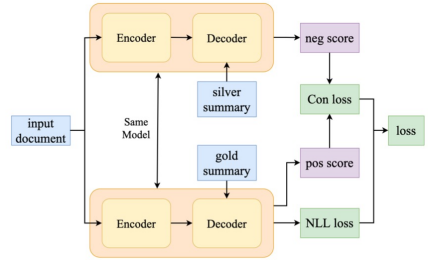 Encoder
Decoder
neg score
silver
summary
Con loss
input
document
Same
Model
loss
gold
summary
pos score
Encoder
Decoder
NLL loss